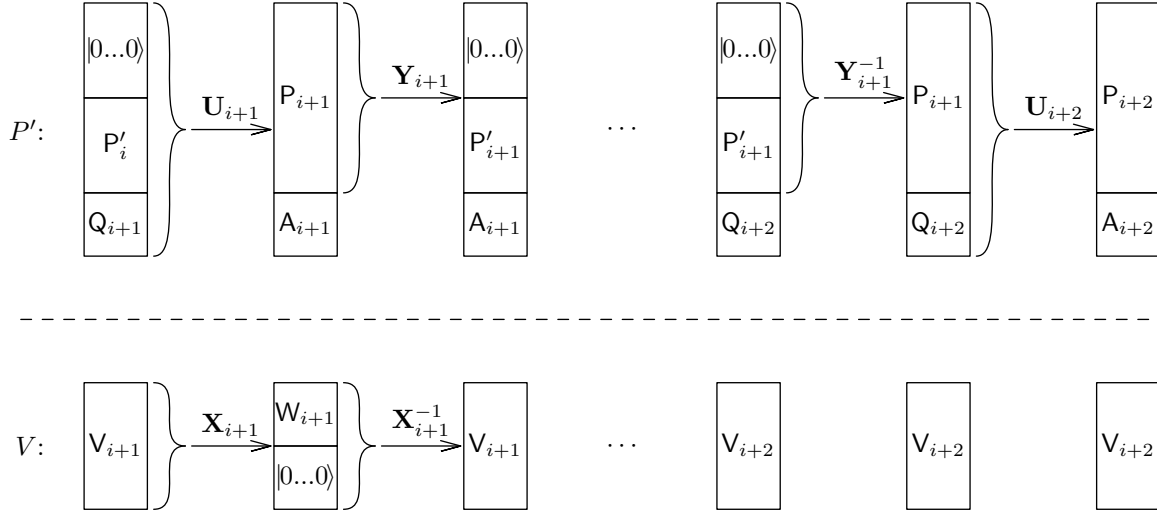 |0...0⟩ P_{i+1} |0...0⟩ |0...0⟩ P_{i+1} P_{i+2}
U_{i+1} Y_{i+1} Y_{i+1}^{-1} U_{i+2}
P′: P′_i P′_{i+1} ... P′_{i+1}
Q_{i+1} A_{i+1} A_{i+1} Q_{i+2} Q_{i+2} A_{i+2}
X_{i+1} W_{i+1} X_{i+1}^{-1}
V: V_{i+1} V_{i+1} ... V_{i+2} V_{i+2} V_{i+2}
|0...0⟩